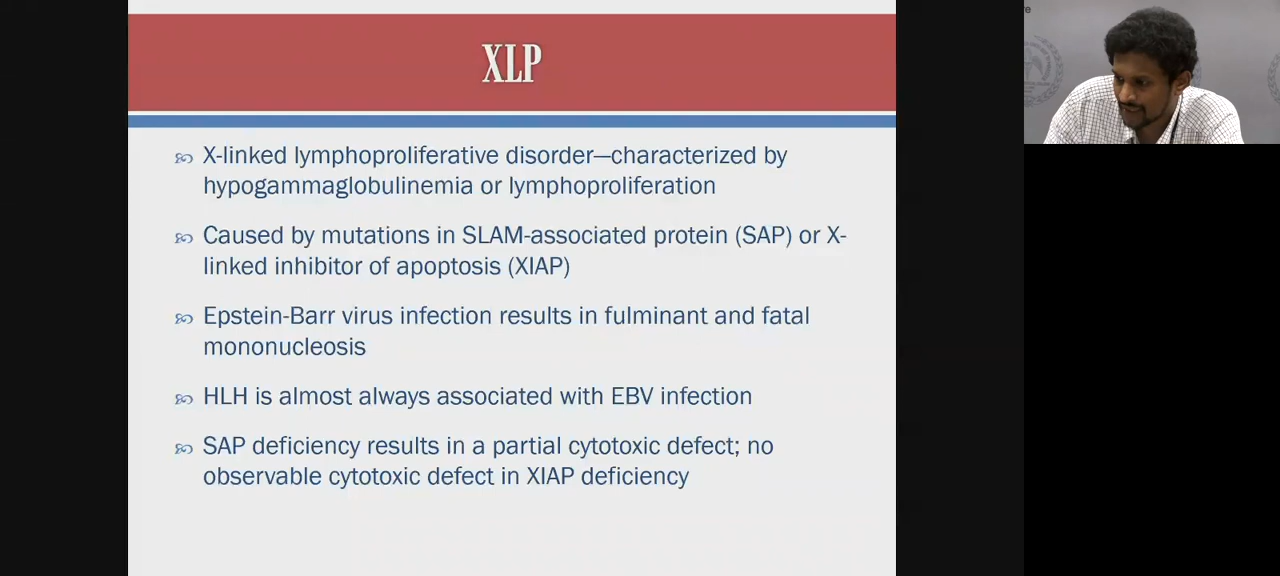 XLP
X-linked lymphoproliferative disorder—characterized by
hypogammaglobulinemia or lymphoproliferation
Caused by mutations in SLAM-associated protein (SAP) or X-
linked inhibitor of apoptosis (XIAP)
Epstein-Barr virus infection results in fulminant and fatal
mononucleosis
HLH is almost always associated with EBV infection
SAP deficiency results in a partial cytotoxic defect; no
observable cytotoxic defect in XIAP deficiency